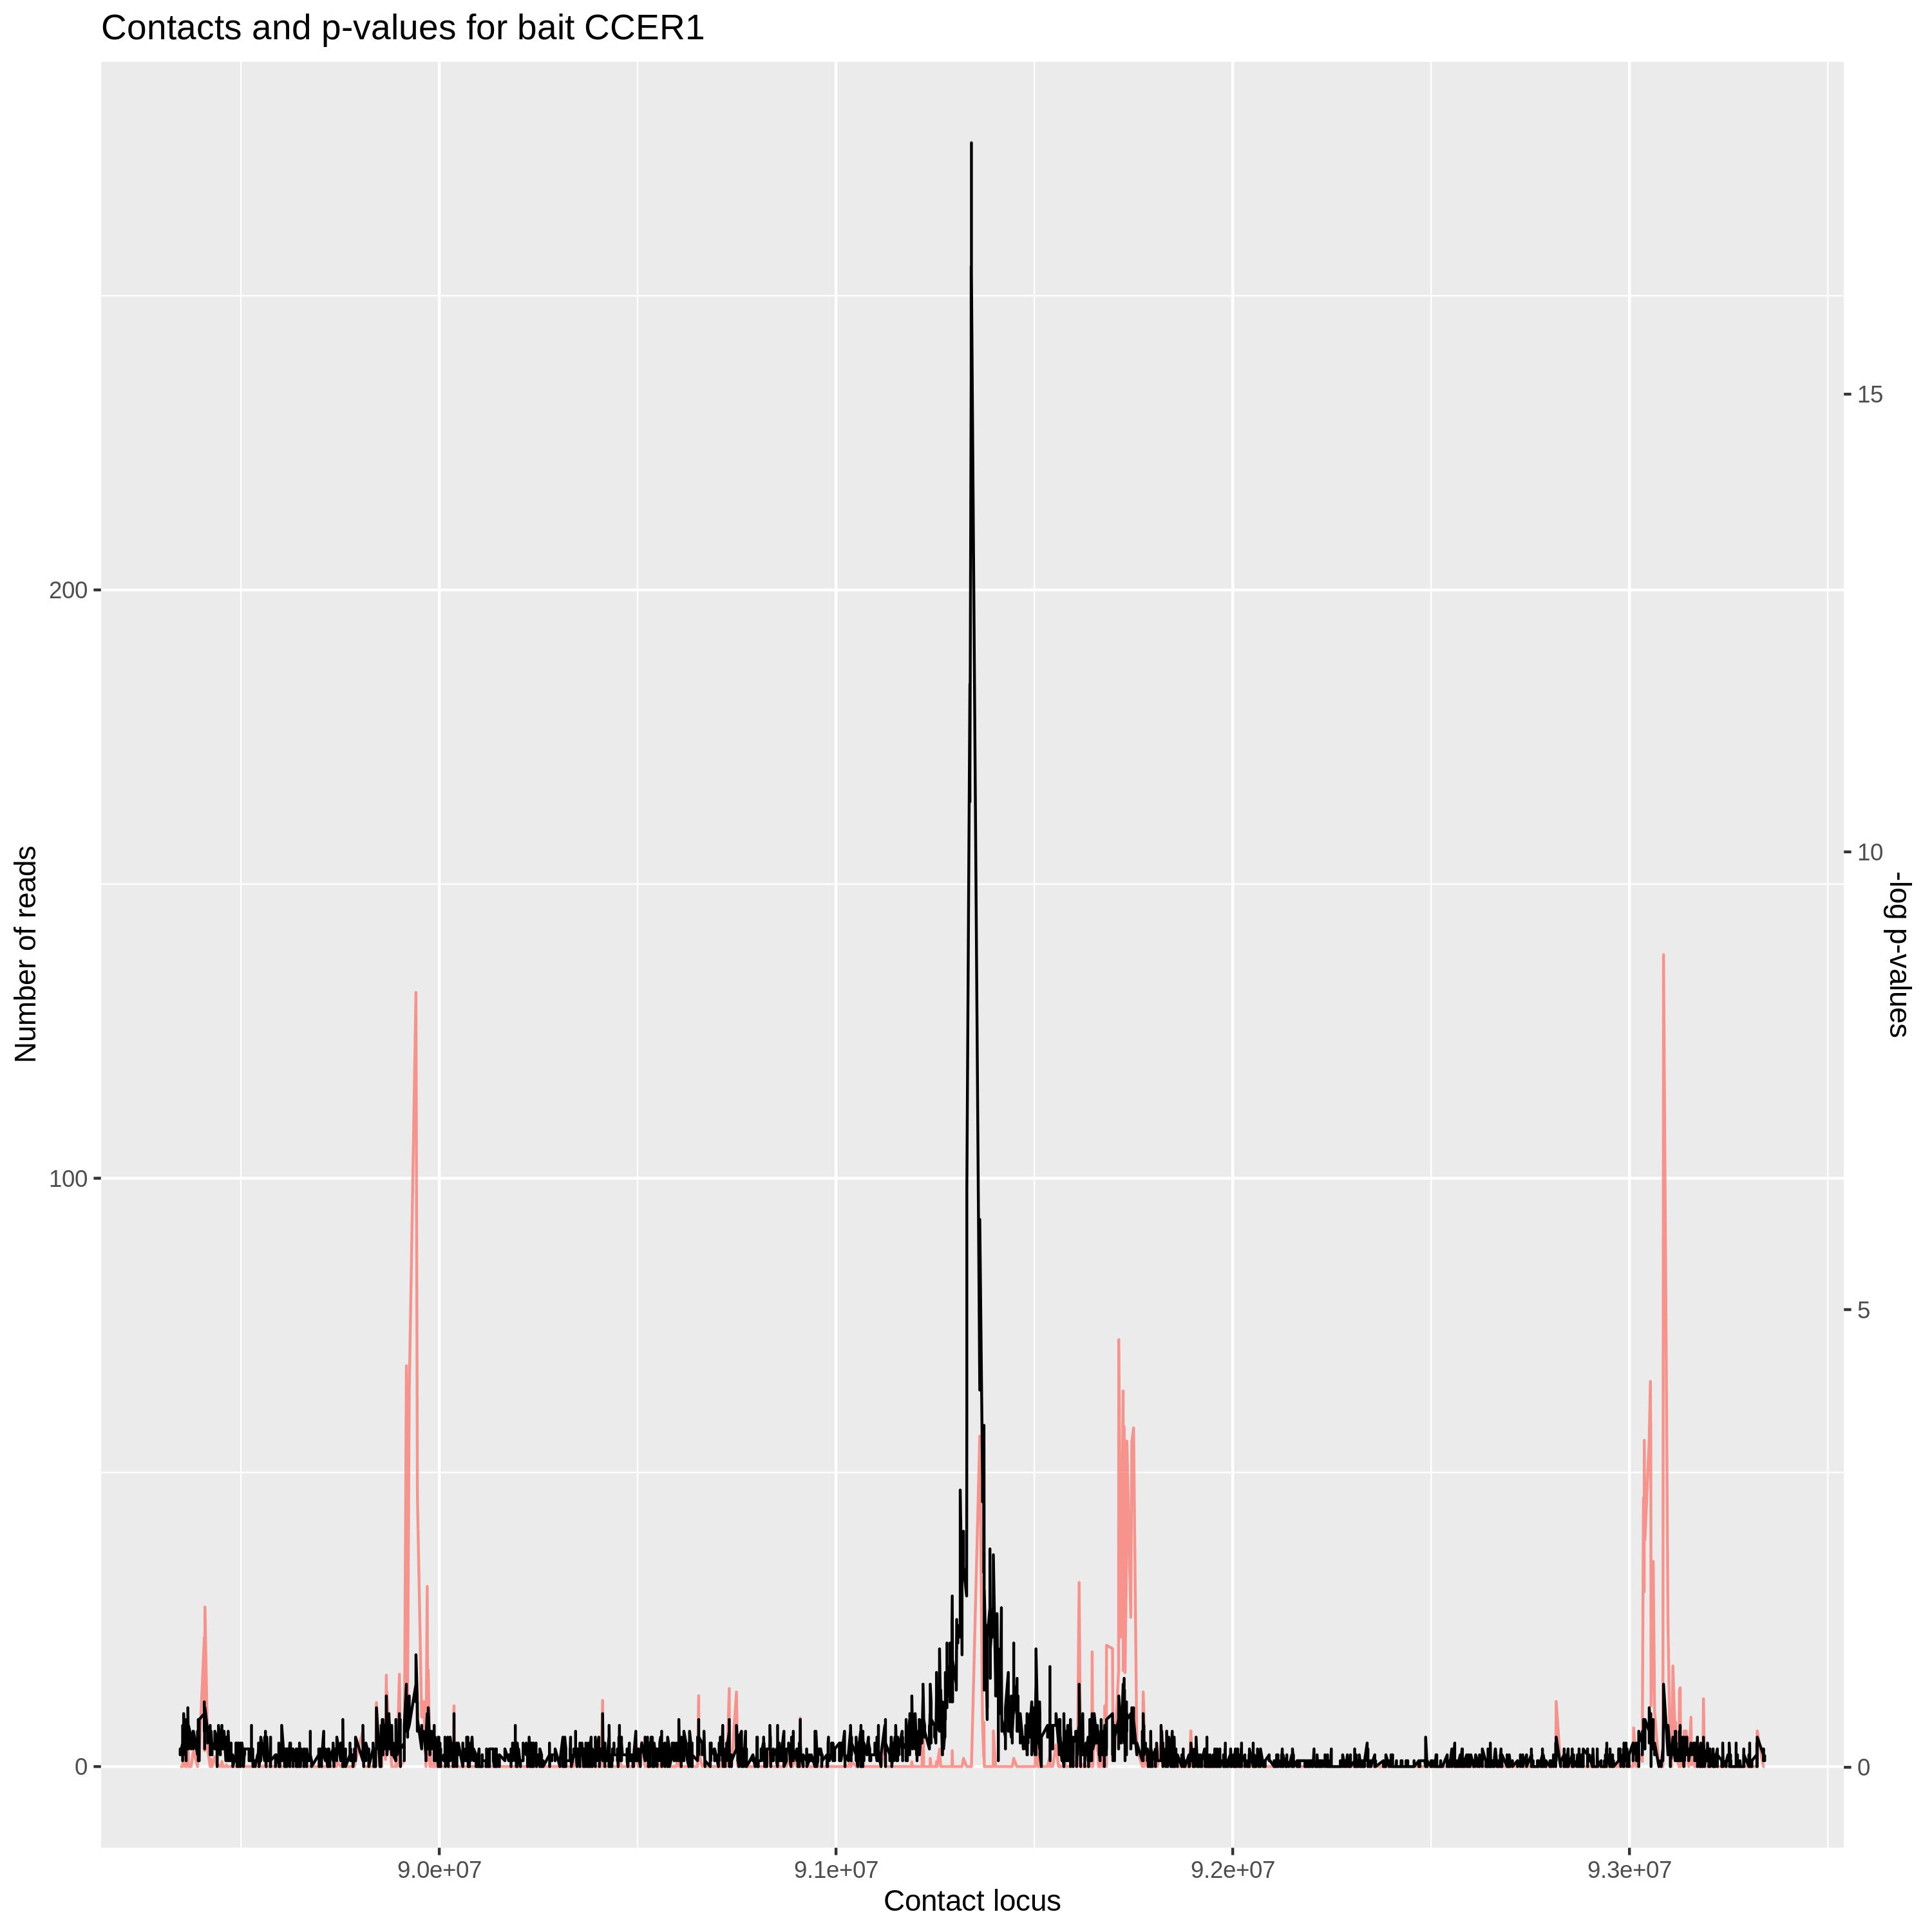 Contacts and p-values for bait CCER1
Number of reads
200
100
0
15
10
5
0
-log p-values
9.0e+07
9.1e+07
9.2e+07
9.3e+07
Contact locus